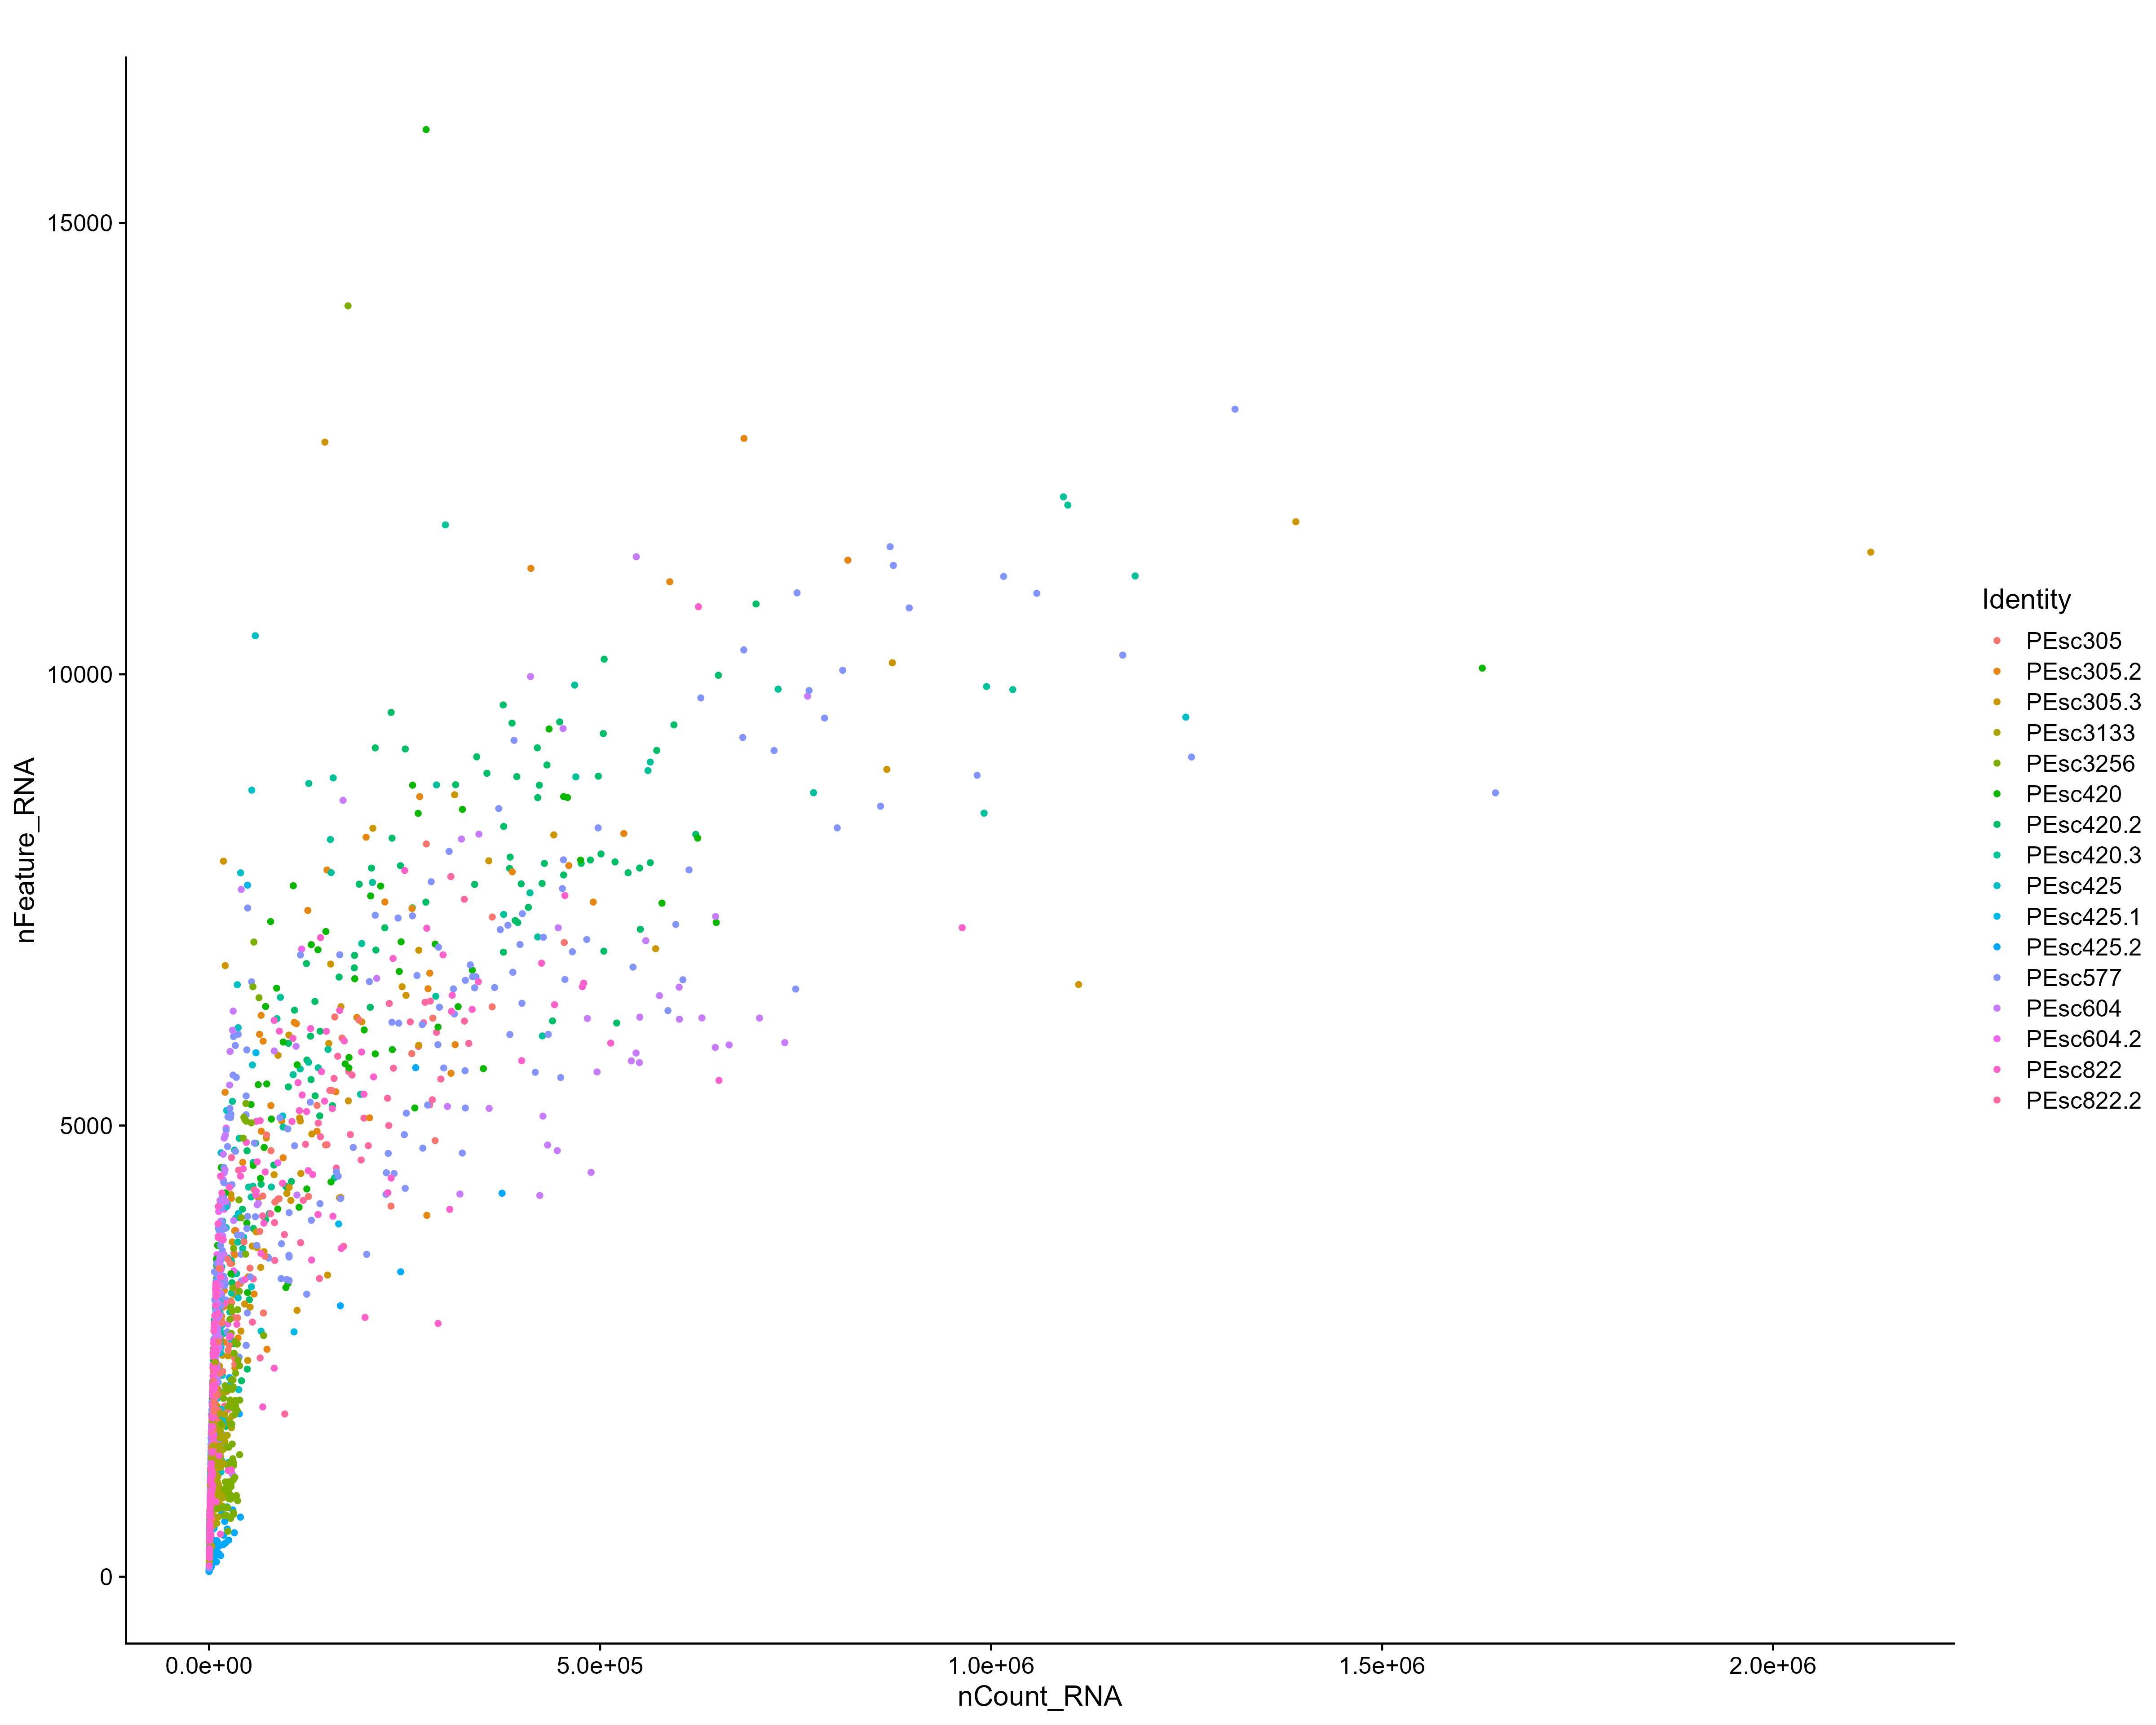 15000
10000
5000
0
nFeature_RNA
0.0e+00
5.0e+05
1.0e+06
1.5e+06
2.0e+06
nCount_RNA
Identity
PEsc305
PEsc305.2
PEsc305.3
PEsc3133
PEsc3256
PEsc420
PEsc420.2
PEsc420.3
PEsc425
PEsc425.1
PEsc425.2
PEsc577
PEsc604
PEsc604.2
PEsc822
PEsc822.2